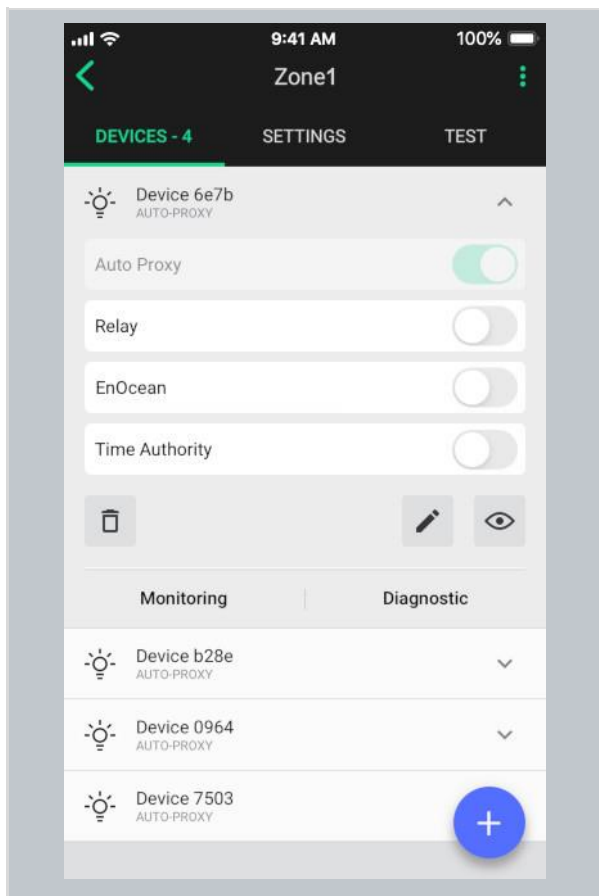 9:41 AM 100%
Zone1
DEVICES - 4 SETTINGS TEST
Device 6e7b
AUTO-PROXY
Auto Proxy
Relay
EnOcean
Time Authority
Monitoring Diagnostic
Device b28e
AUTO-PROXY
Device 0964
AUTO-PROXY
Device 7503
AUTO-PROXY